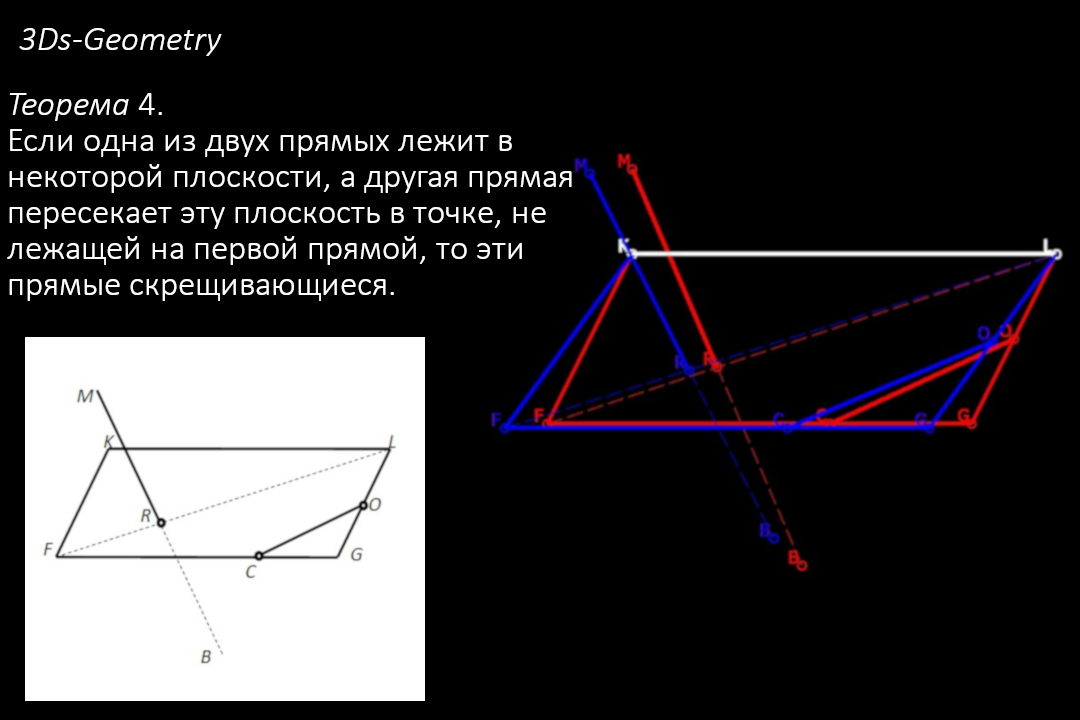 3Ds-Geometry
Теорема 4.
Если одна из двух прямых лежит в
некоторой плоскости, а другая прямая
пересекает эту плоскость в точке, не
лежащей на первой прямой, то эти
прямые скрещивающиеся.
M M
K L
O O
R R
F F C C G G
B B
M
K L
R O
F G
C
B